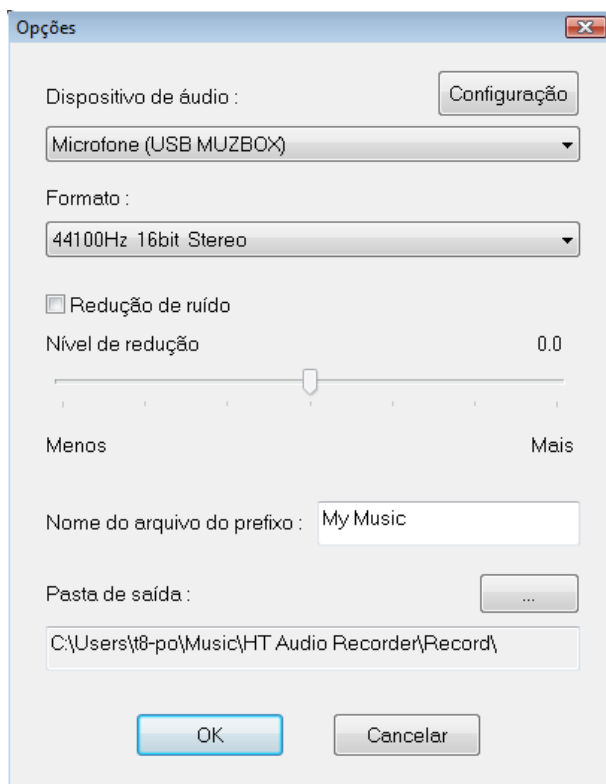 Opções
Dispositivo de áudio :
Configuração
Microfone (USB MUZBOX)
Formato :
44100Hz 16bit Stereo
Redução de ruído
Nível de redução 0.0
Menos Mais
Nome do arquivo do prefixo : My Music
Pasta de saída : ...
C:\Users\t8-po\Music\HT Audio Recorder\Record\
OK Cancelar